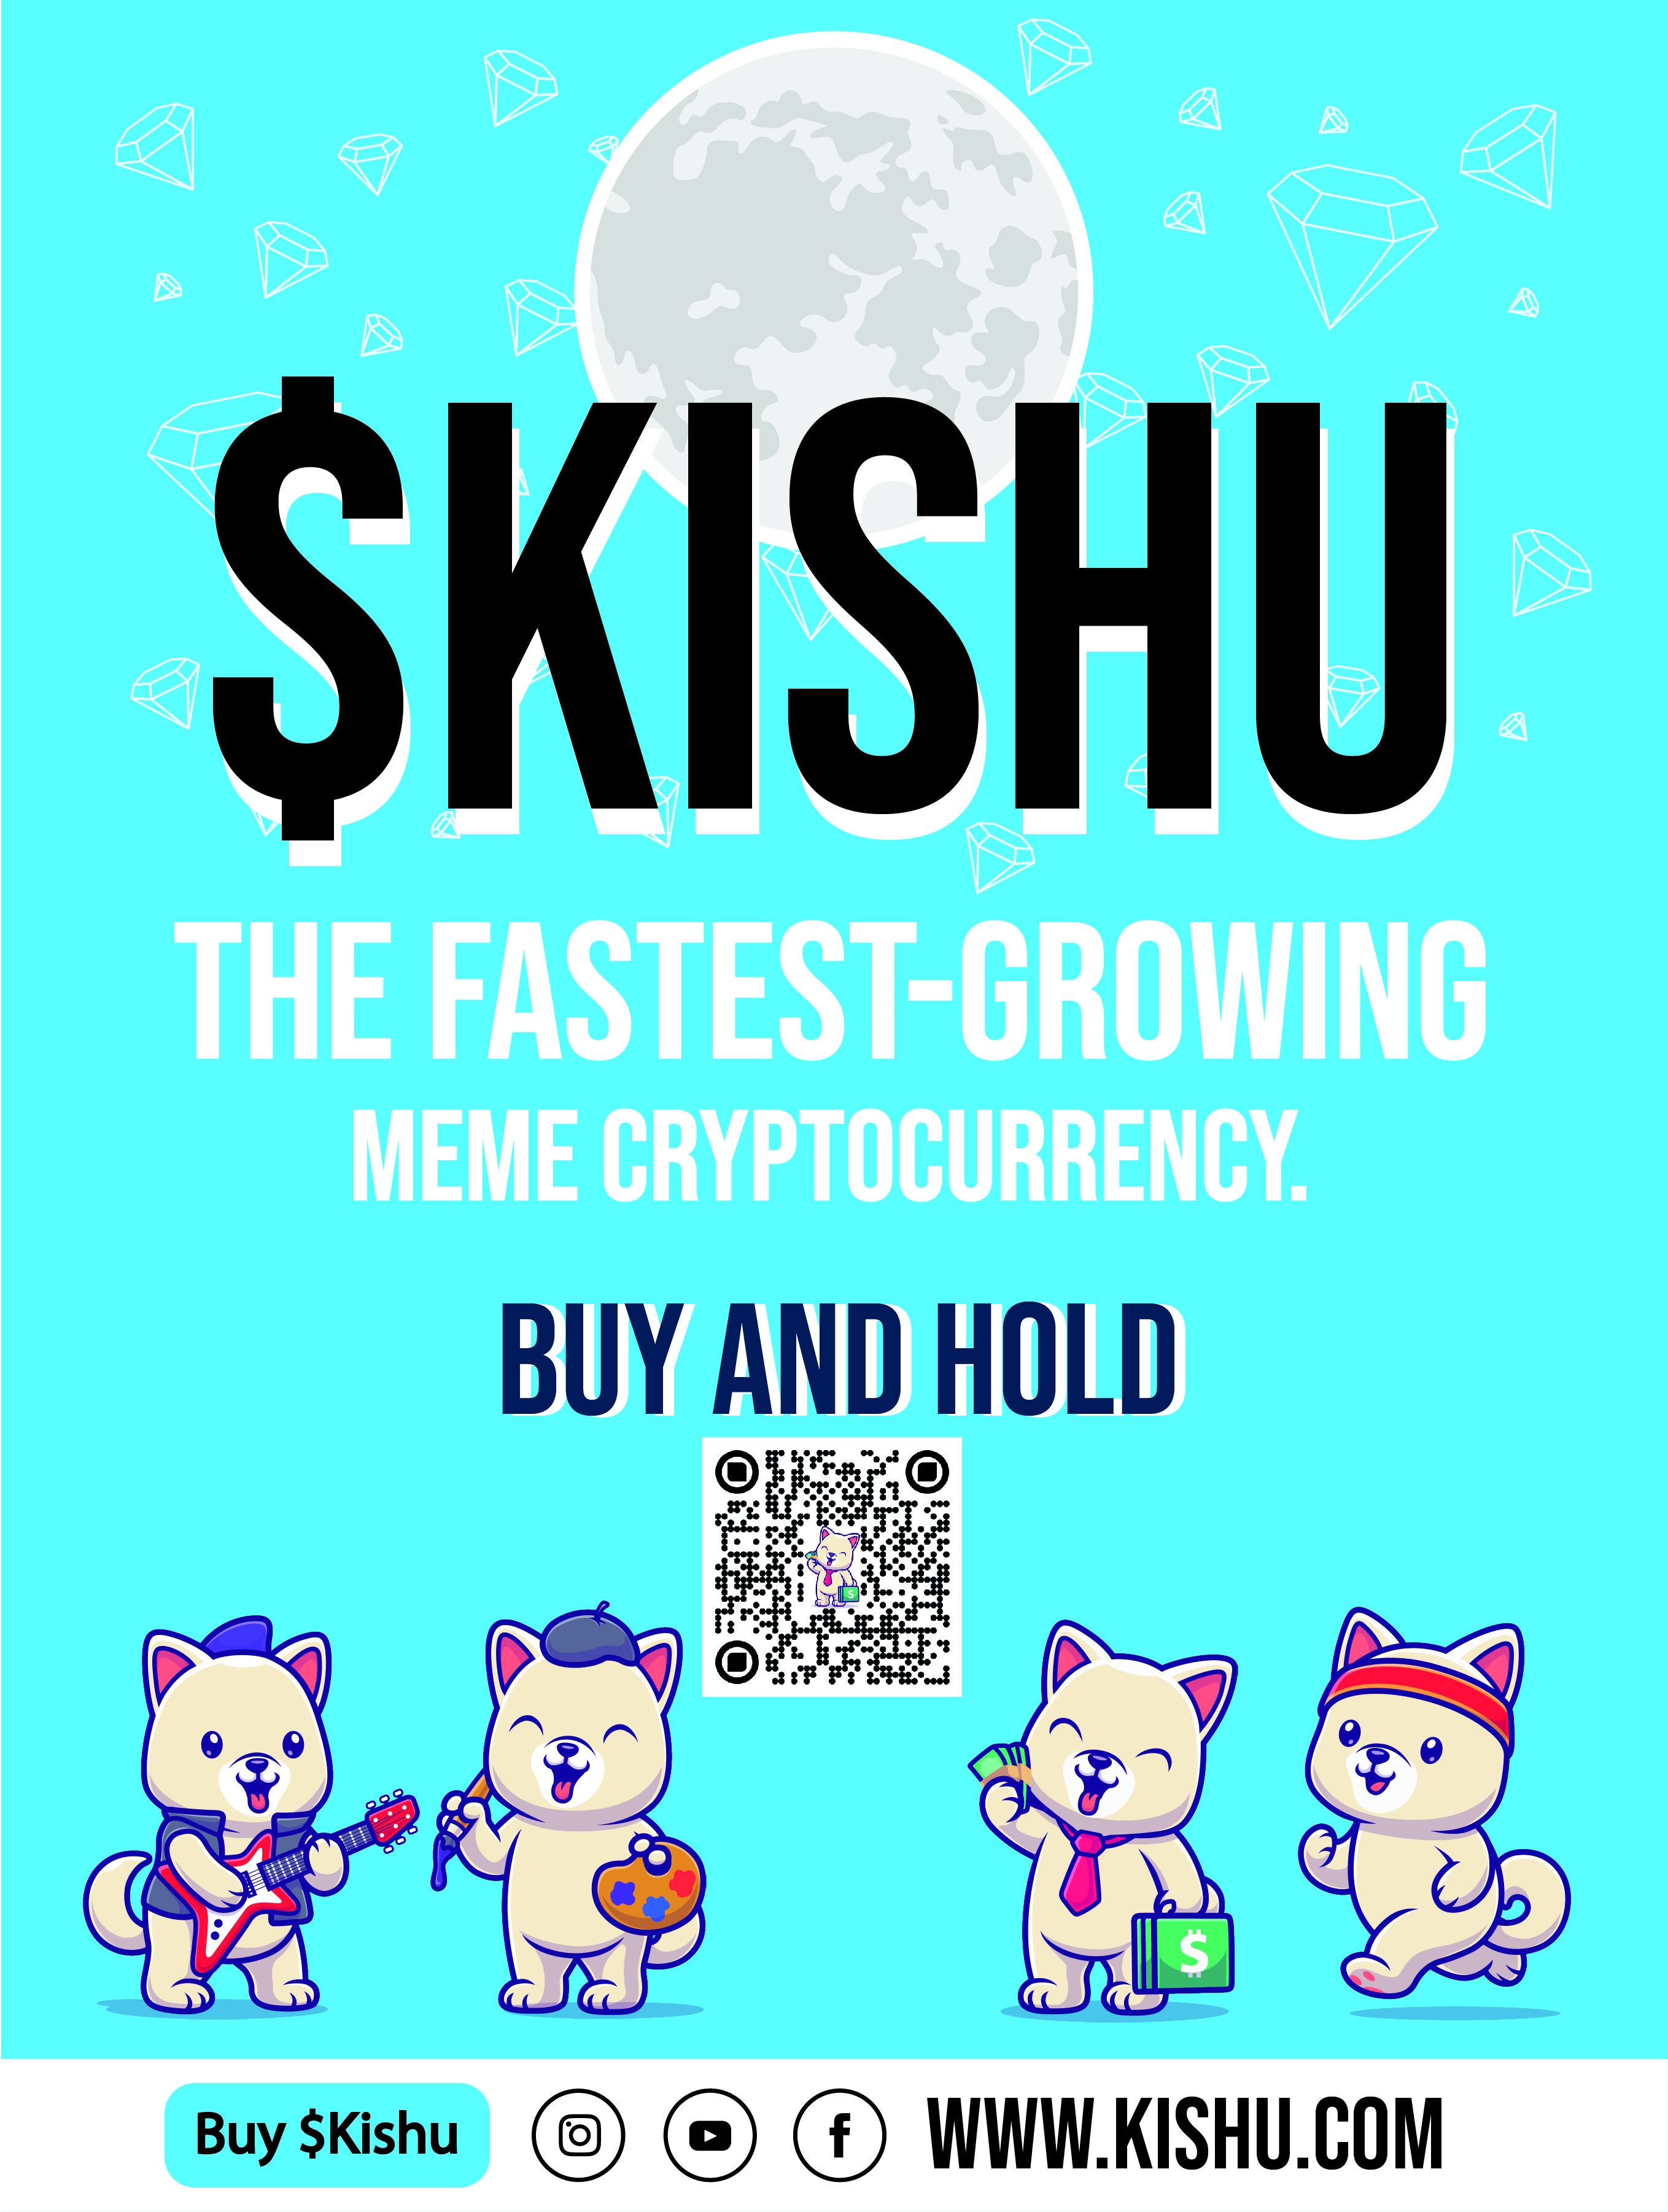 $KISHU
THE FASTEST-GROWING
MEME CRYPTOCURRENCY.
BUY AND HOLD
$
Buy $Kishu
WWW.KISHU.COM